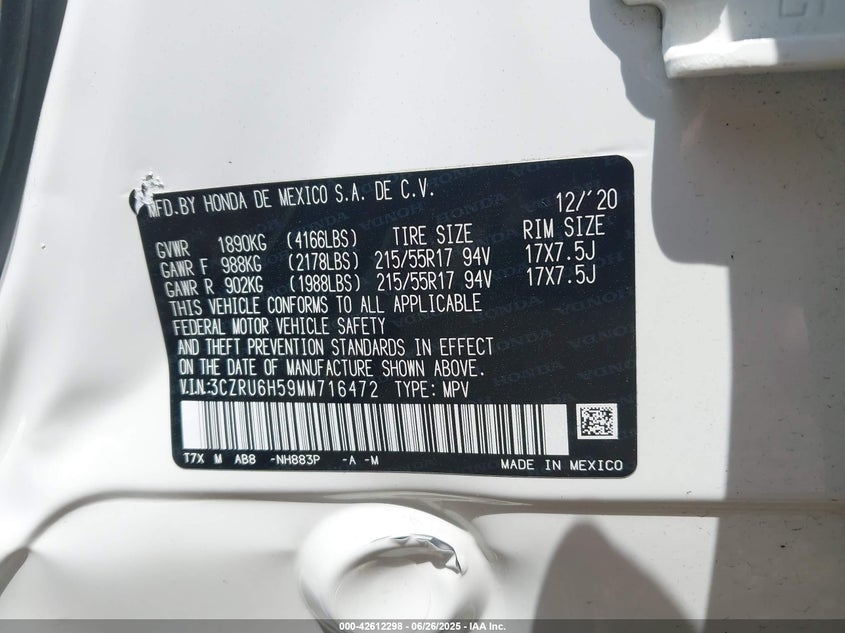 MFD.BY HONDA DE MEXICO S.A. DE C.V. 12/'20
GVWR 1890KG (4166LBS) TIRE SIZE RIM SIZE
GAWR F 988KG (2178LBS) 215/55R17 94V 17X7.5J
GAWR R 902KG (1988LBS) 215/55R17 94V 17X7.5J
THIS VEHICLE CONFORMS TO ALL APPLICABLE
FEDERAL MOTOR VEHICLE SAFETY
AND THEFT PREVENTION STANDARDS IN EFFECT
ON THE DATE OF MANUFACTURE SHOWN ABOVE.
V.I.N:3CZRU6H59MM716472 TYPE: MPV
T7X M AB8 -NH883P -A -M
MADE IN MEXICO
000-42612298 - 06/26/2025 - IAA Inc.